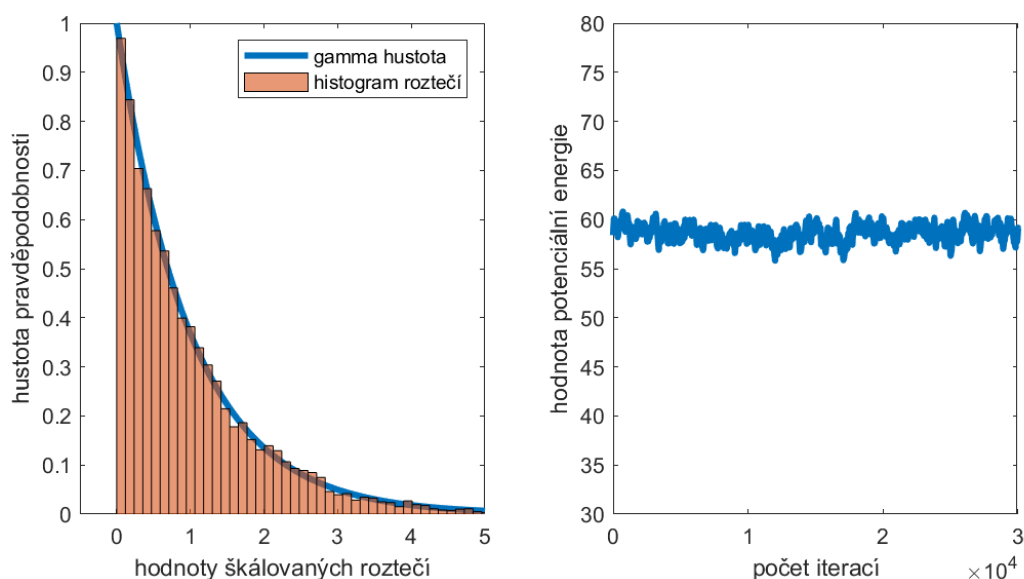 hustota pravděpodobnosti
1
0.9
0.8
0.7
0.6
0.5
0.4
0.3
0.2
0.1
0
gamma hustota
histogram roztečí
0 1 2 3 4 5
hodnoty škálovaných roztečí
hodnota potenciální energie
80
75
70
65
60
55
50
45
40
35
30
0 1 2 3
počet iterací
×10⁴